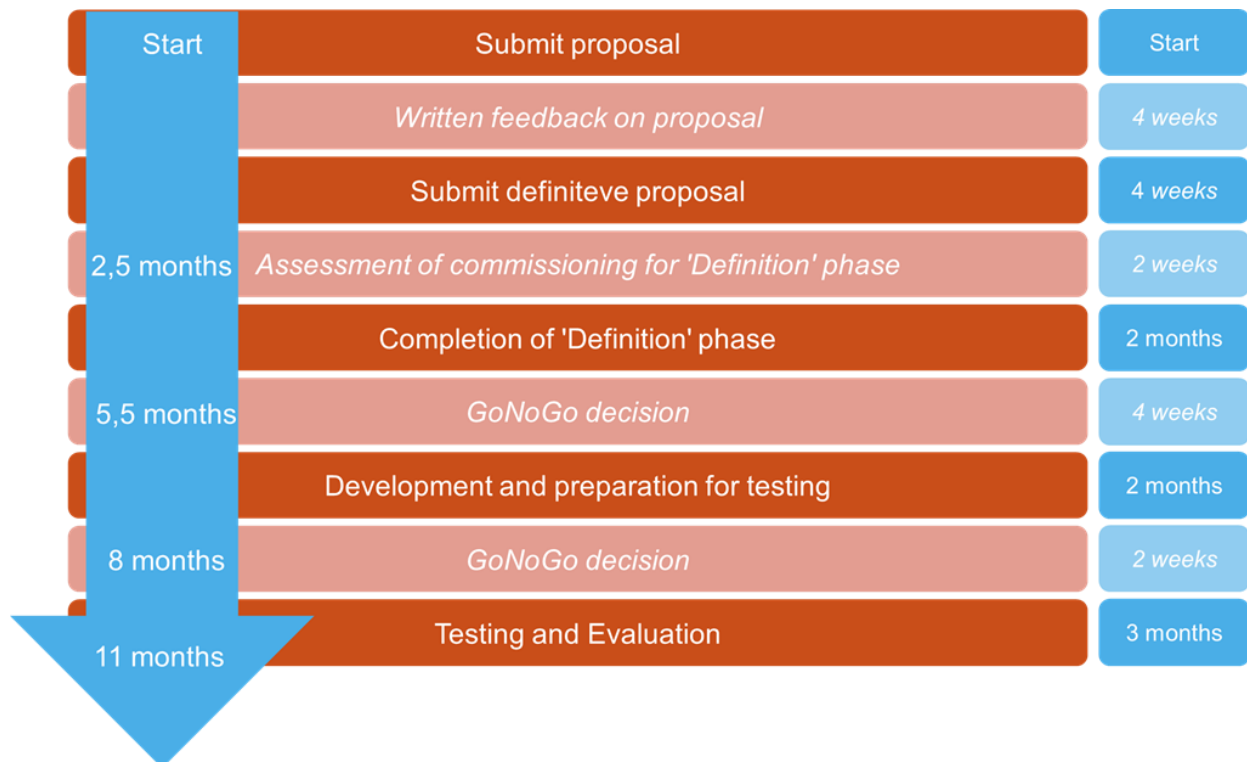 Start Submit proposal Start
Written feedback on proposal 4 weeks
Submit definiteve proposal 4 weeks
2,5 months Assessment of commissioning for 'Definition' phase 2 weeks
Completion of 'Definition' phase 2 months
5,5 months GoNoGo decision 4 weeks
Development and preparation for testing 2 months
8 months GoNoGo decision 2 weeks
11 months Testing and Evaluation 3 months